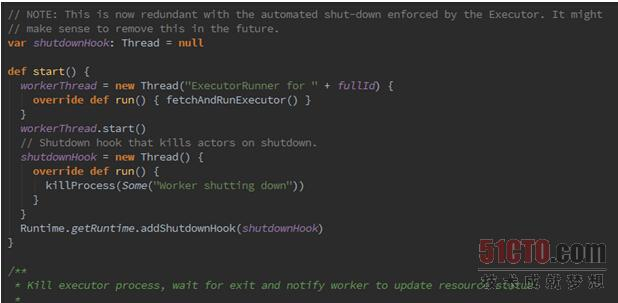 // NOTE: This is now redundant with the automated shut-down enforced by the Executor. It might
// make sense to remove this in the future.
var shutdownHook: Thread = null
def start() {
workerThread = new Thread("ExecutorRunner for " + fullId) {
override def run() { fetchAndRunExecutor() }
}
workerThread.start()
// Shutdown hook that kills actors on shutdown.
shutdownHook = new Thread() {
override def run() {
killProcess(Some("Worker shutting down"))
}
}
Runtime.getRuntime.addShutdownHook(shutdownHook)
}
51CTO.com
技术成就梦想
/**
* Kill executor process, wait for exit and notify worker to update resource status.
*